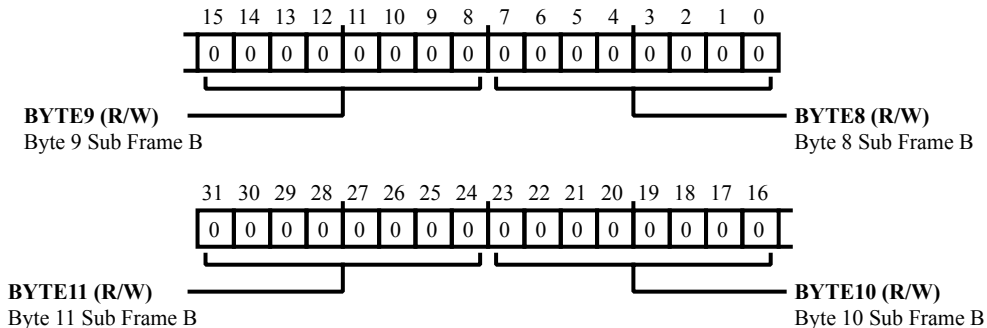 15 14 13 12 11 10 9 8 7 6 5 4 3 2 1 0
0 0 0 0 0 0 0 0 0 0 0 0 0 0 0 0
BYTE9 (R/W) BYTE8 (R/W)
Byte 9 Sub Frame B Byte 8 Sub Frame B
31 30 29 28 27 26 25 24 23 22 21 20 19 18 17 16
0 0 0 0 0 0 0 0 0 0 0 0 0 0 0 0
BYTE11 (R/W) BYTE10 (R/W)
Byte 11 Sub Frame B Byte 10 Sub Frame B